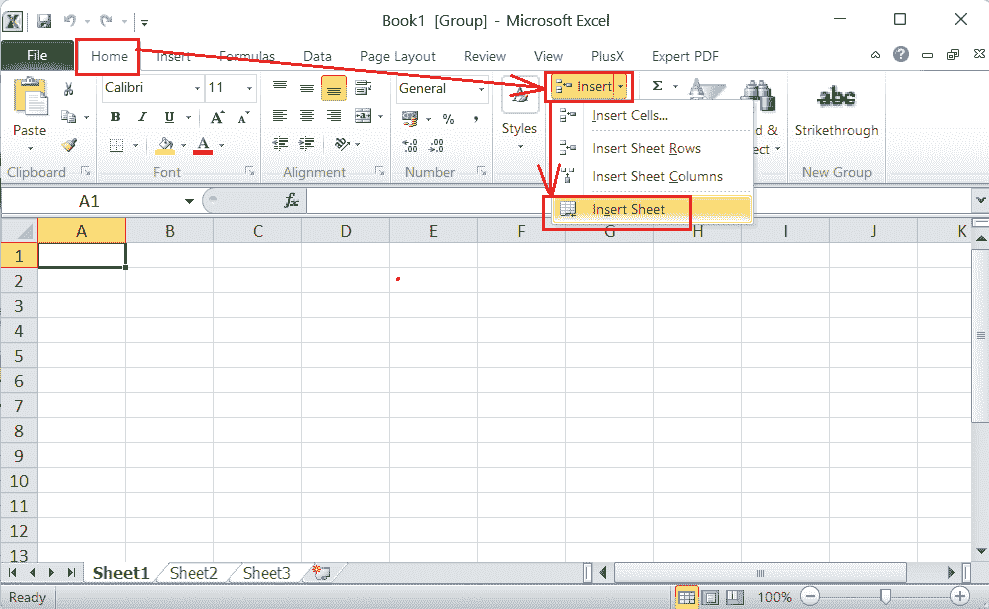 Book1 [Group] - Microsoft Excel
File Home Insert Formulas Data Page Layout Review View PlusX Expert PDF
Calibri 11 General Insert Σ
Insert Cells...
Paste B I U A A % , Styles & Strikethrough
Insert Sheet Rows
A ect
Clipboard Font Alignment Number Insert Sheet Columns New Group
A1 fx Insert Sheet
A B C D E F G H I J K
1
2
3
4
5
6
7
8
9
10
11
12
13
Sheet1 Sheet2 Sheet3
Ready 100%